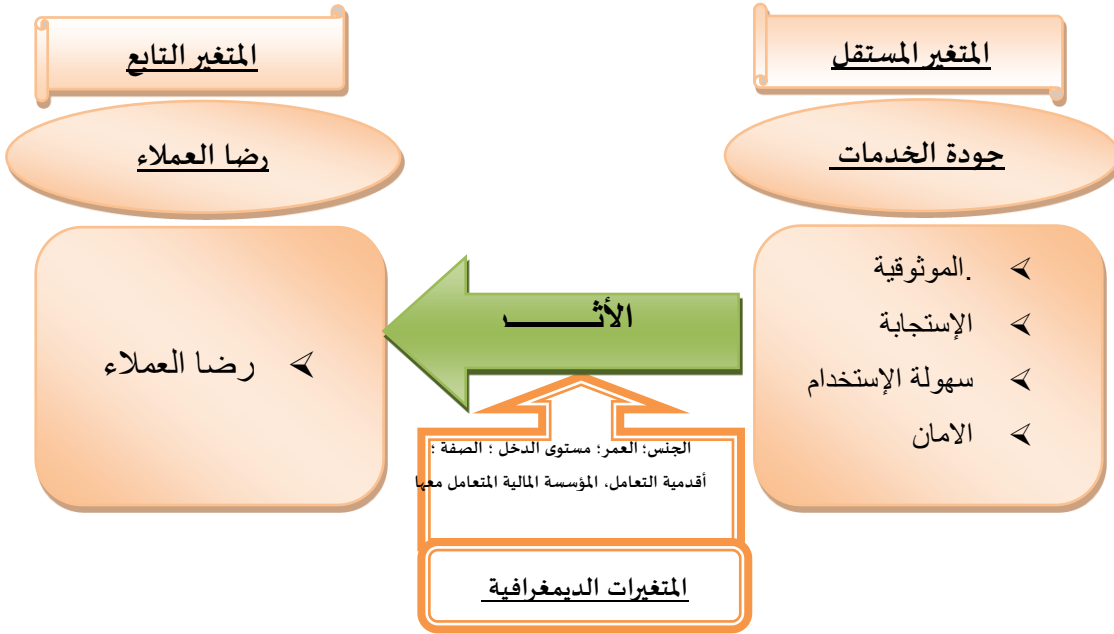 المتغير المستقل
جودة الخدمات
.الموثوقية
الإستجابة
سهولة الإستخدام
الامان
الأثـــــــر
الجنس؛ العمر؛ مستوى الدخل ؛ الصفة ؛
أقدمية التعامل، المؤسسة المالية المتعامل معها
المتغيرات الديمغرافية
المتغير التابع
رضا العملاء
رضا العملاء